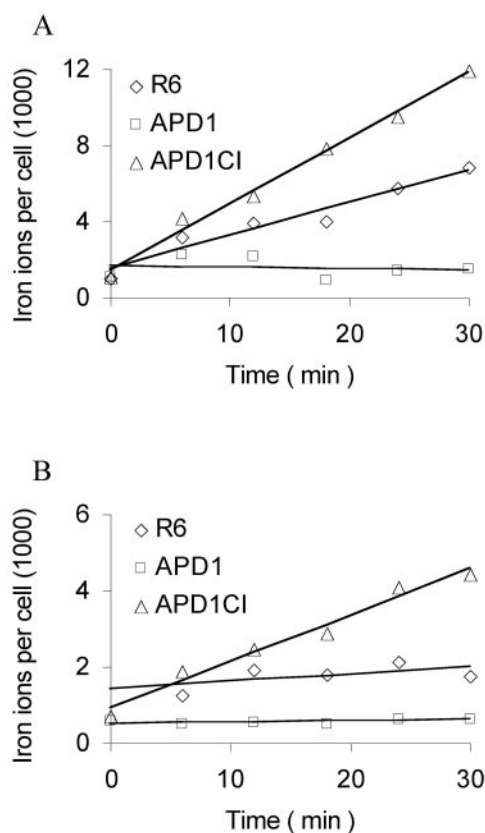 A
Iron ions per cell (1000)
12
8
4
0
R6
APD1
APD1CI
0
10
20
30
Time ( min )
B
Iron ions per cell (1000)
6
4
2
0
R6
APD1
APD1CI
0
10
20
30
Time ( min )